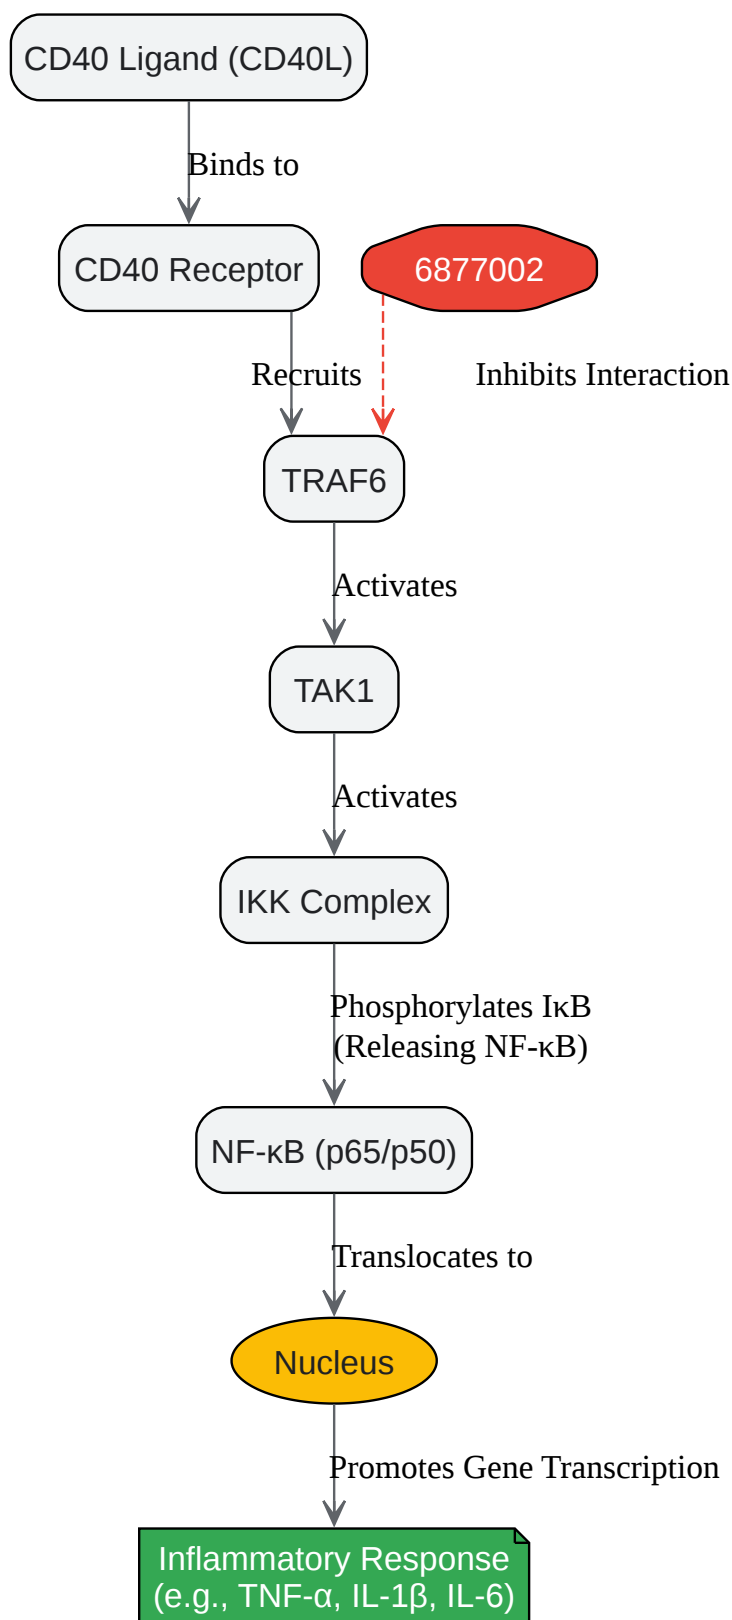 CD40 Ligand (CD40L)
Binds to
CD40 Receptor
6877002
Recruits
Inhibits Interaction
TRAF6
Activates
TAK1
Activates
IKK Complex
Phosphorylates IκB
(Releasing NF-κB)
NF-κB (p65/p50)
Translocates to
Nucleus
Promotes Gene Transcription
Inflammatory Response
(e.g., TNF-α, IL-1β, IL-6)